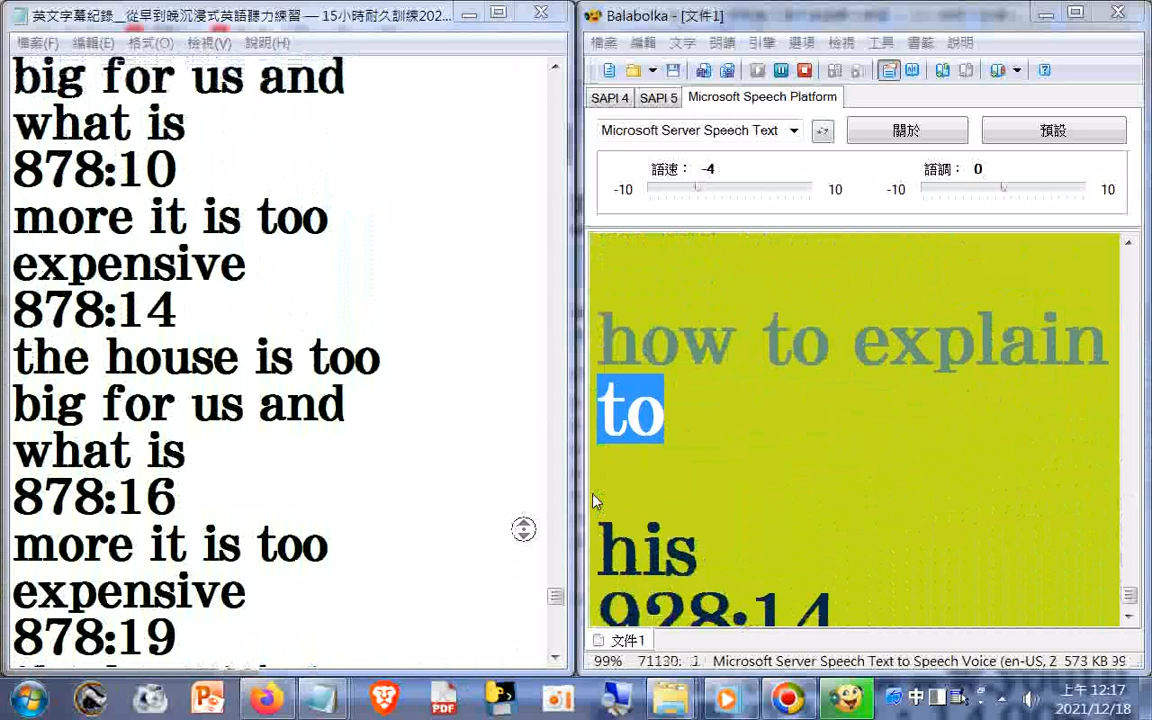 英文字幕紀錄__從早到晚沉浸式英語聽力練習 — 15小時耐久訓練202...
檔案(F) 編輯(E) 格式(O) 檢視(V) 說明(H)
big for us and
what is
878:10
more it is too
expensive
878:14
the house is too
big for us and
what is
878:16
more it is too
expensive
878:19
Balabolka - [文件1]
檔案 編輯 文字 朗讀 引擎 選項 檢視 工具 書籤 說明
SAPI 4 SAPI 5 Microsoft Speech Platform
Microsoft Server Speech Text 關於 預設
語速： -4 語調： 0
-10 10 -10 10
how to explain
to
his
928:14
文件1
99% 71130: 1 Microsoft Server Speech Text to Speech Voice (en-US, 2 573 KB 99
PDF 中 上午 12:17
2021/12/18